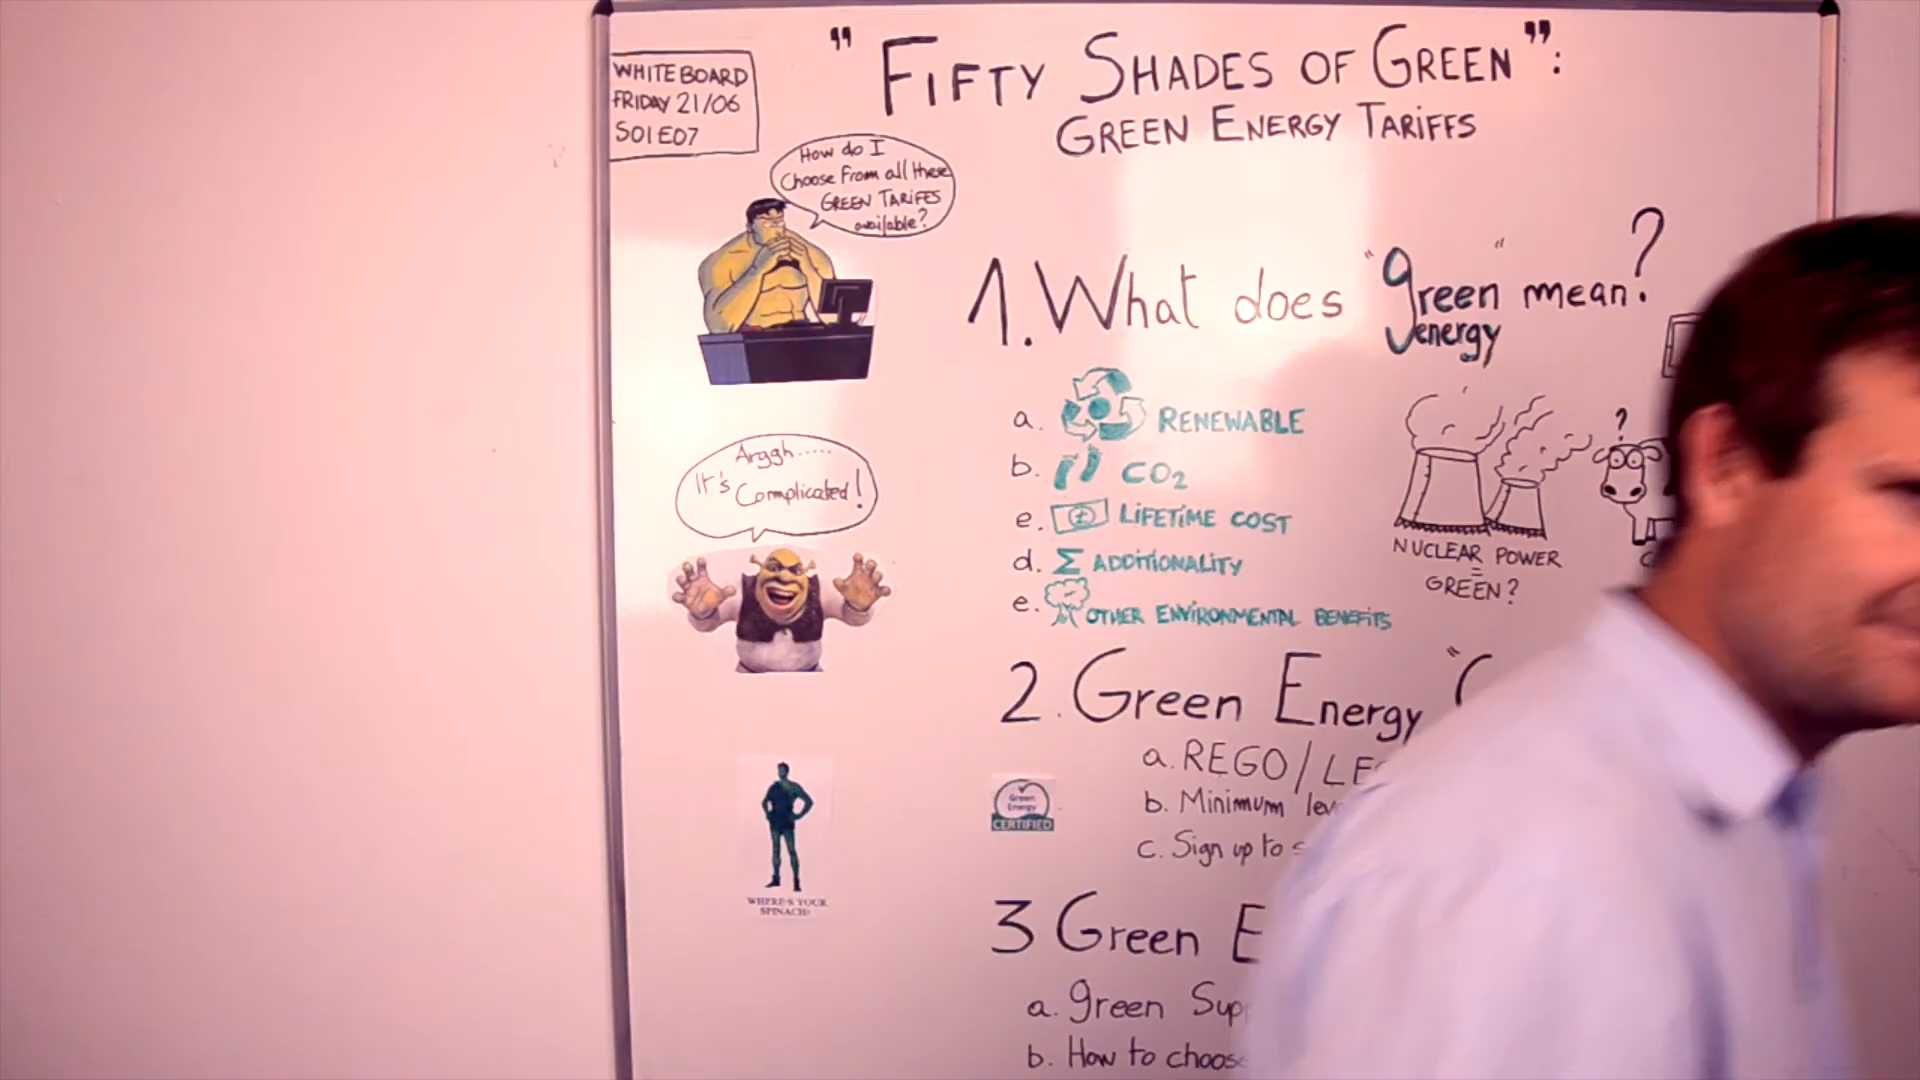 WHITEBOARD
FRIDAY 21/06
S01E07
"FIFTY SHADES OF GREEN":
GREEN ENERGY TARIFFS
How do I
Choose from all these
GREEN TARIFFS
available?
1. What does "green" mean?
energy
a. RENEWABLE
b. CO2
e. £ LIFETIME COST
d. Σ ADDITIONALITY
e. OTHER ENVIRONMENTAL BENEFITS
?
NUCLEAR POWER
=
GREEN?
Arggh.....
It's Complicated!
2. Green Energy
a. REGO/
b. Minimum
c. Sign up to
Green
Energy
CERTIFIED
WHERE'S YOUR
SPINACH?
3 Green
a. green
b. How to